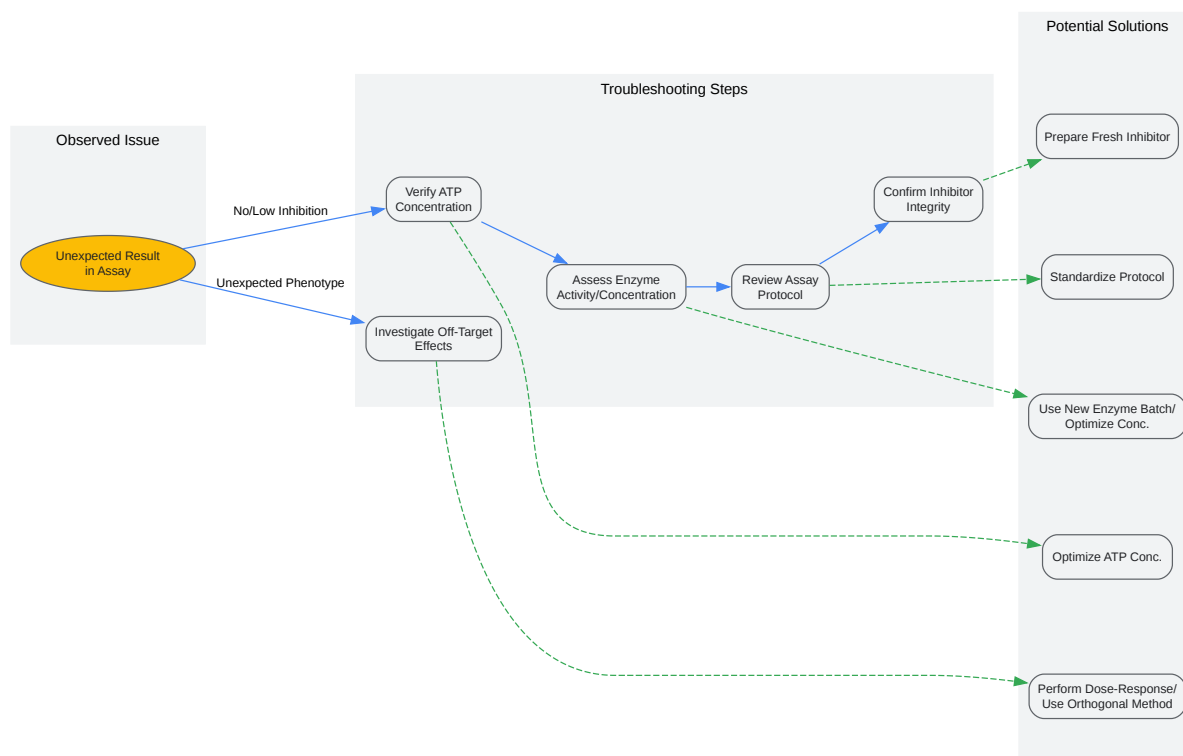 Potential Solutions
Troubleshooting Steps
Observed Issue
Prepare Fresh Inhibitor
Verify ATP
Concentration
Confirm Inhibitor
Integrity
No/Low Inhibition
Unexpected Result
in Assay
Unexpected Phenotype
Assess Enzyme
Activity/Concentration
Review Assay
Protocol
Standardize Protocol
Investigate Off-Target
Effects
Use New Enzyme Batch/
Optimize Conc.
Optimize ATP Conc.
Perform Dose-Response/
Use Orthogonal Method